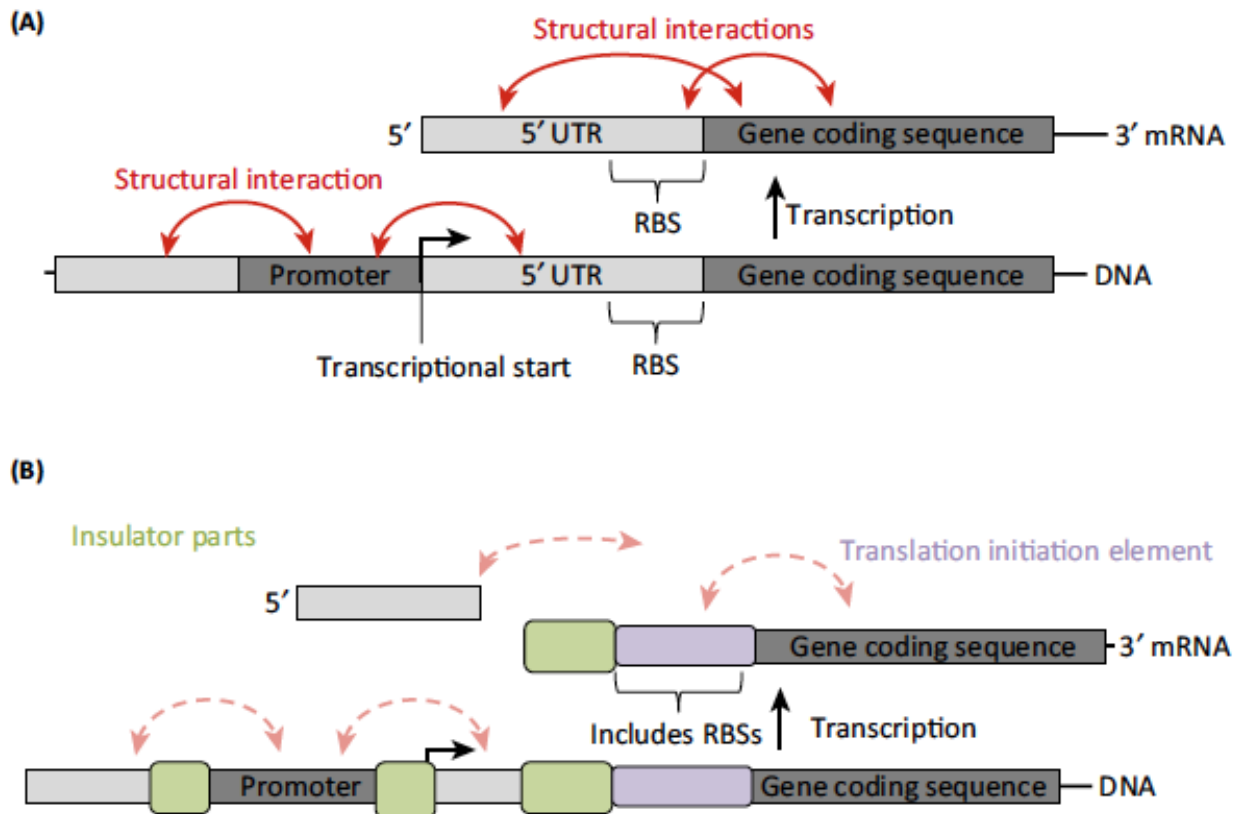 (A)
Structural interactions
5′ 5′ UTR Gene coding sequence 3′ mRNA
Structural interaction
RBS
Transcription
Promoter 5′ UTR Gene coding sequence DNA
Transcriptional start
RBS
(B)
Insulator parts
Translation initiation element
5′
Gene coding sequence 3′ mRNA
Includes RBSs
Transcription
Promoter Gene coding sequence DNA